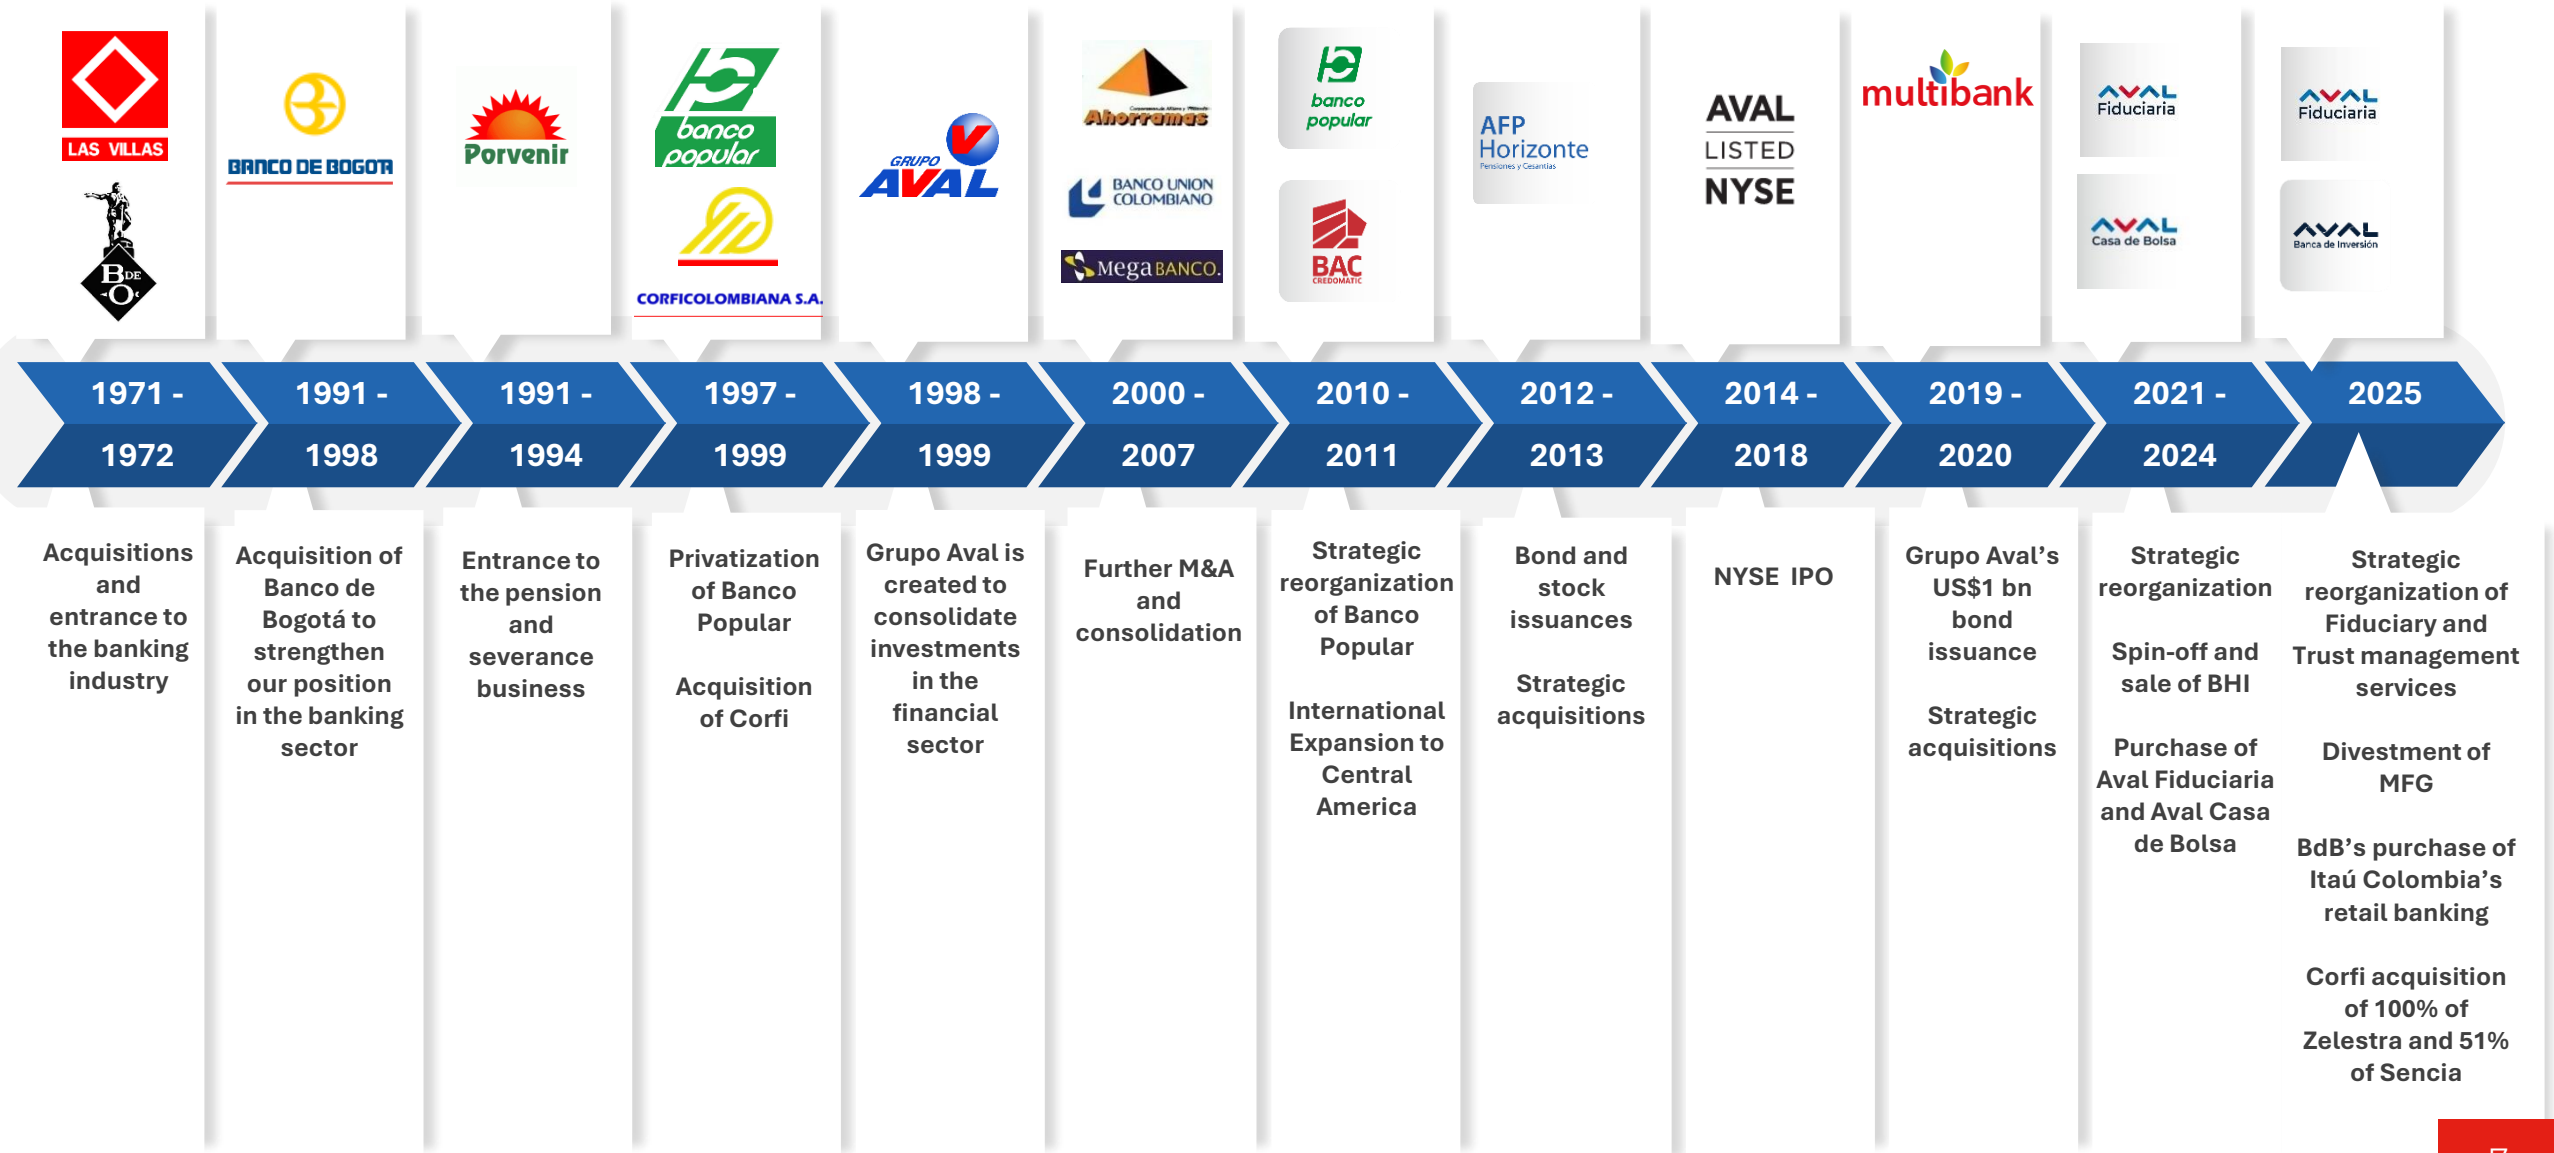 LAS VILLAS
B DE
O
BANCO DE BOGOTA
Porvenir
banco
popular
CORFICOLOMBIANA S.A.
GRUPO
AVAL
Ahorramas
BANCO UNION
COLOMBIANO
MegaBANCO.
banco
popular
BAC
CREDOMATIC
AFP
Horizonte
Pensiones y Cesantías
AVAL
LISTED
NYSE
multibank
AVAL
Fiduciaria
AVAL
Casa de Bolsa
AVAL
Fiduciaria
AVAL
Banca de Inversión
1971 -
1972
1991 -
1998
1991 -
1994
1997 -
1999
1998 -
1999
2000 -
2007
2010 -
2011
2012 -
2013
2014 -
2018
2019 -
2020
2021 -
2024
2025
Acquisitions
and
entrance to
the banking
industry
Acquisition of
Banco de
Bogotá to
strengthen
our position
in the banking
sector
Entrance to
the pension
and
severance
business
Privatization
of Banco
Popular
Acquisition
of Corfi
Grupo Aval is
created to
consolidate
investments
in the
financial
sector
Further M&A
and
consolidation
Strategic
reorganization
of Banco
Popular
International
Expansion to
Central
America
Bond and
stock
issuances
Strategic
acquisitions
NYSE IPO
Grupo Aval’s
US$1 bn
bond
issuance
Strategic
acquisitions
Strategic
reorganization
Spin-off and
sale of BHI
Purchase of
Aval Fiduciaria
and Aval Casa
de Bolsa
Strategic
reorganization of
Fiduciary and
Trust management
services
Divestment of
MFG
BdB’s purchase of
Itaú Colombia’s
retail banking
Corfi acquisition
of 100% of
Zelestra and 51%
of Sencia